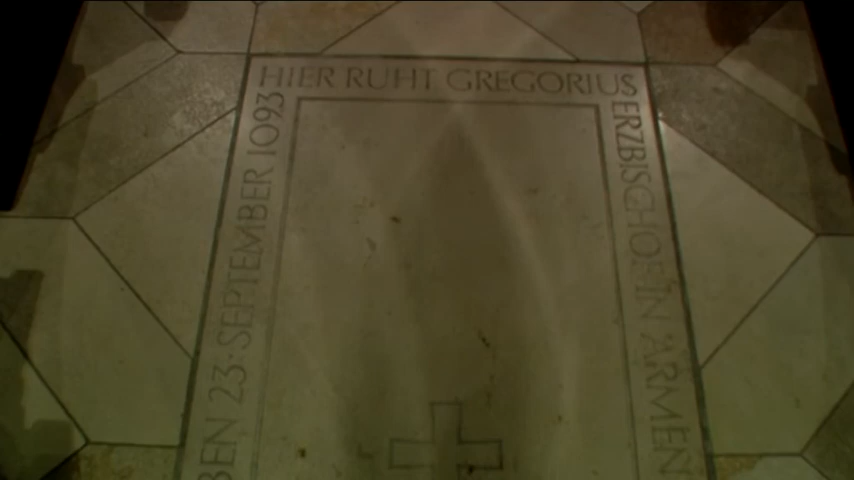 HIER RUHT GREGORIUS
ERZBISCHOF IN ARMEN
BEN 23·SEPTEMBER 1093